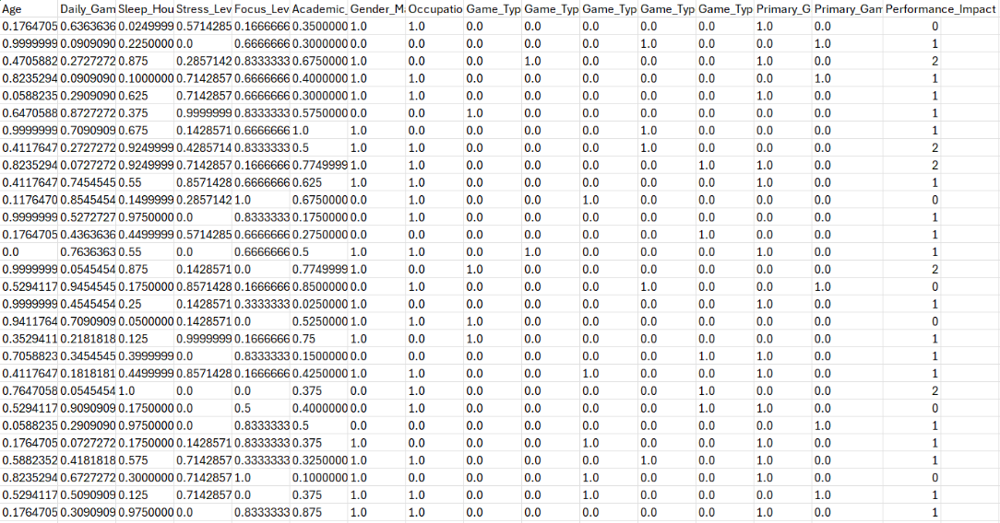 Age Daily_Gam Sleep_Hou Stress_Lev Focus_Lev Academic_ Gender_Ma Occupatio Game_Typ Game_Typ Game_Typ Game_Typ Game_Typ Primary_G Primary_Gam Performance_Impact
0.1764705 0.6363636 0.0249999 0.5714285 0.1666666 0.3500000 1.0 1.0 0.0 0.0 0.0 0.0 0.0 1.0 0.0 0
0.9999999 0.0909090 0.2250000 0.0 0.6666666 0.3000000 0.0 0.0 0.0 0.0 0.0 1.0 0.0 1.0 0.0 1
0.4705882 0.2727272 0.875 0.2857142 0.8333333 0.6750000 1.0 0.0 0.0 1.0 0.0 0.0 0.0 1.0 0.0 2
0.8235294 0.0909090 0.1000000 0.7142857 0.6666666 0.4000000 1.0 1.0 0.0 0.0 0.0 0.0 0.0 0.0 1.0 1
0.0588235 0.2909090 0.625 0.7142857 0.6666666 0.3000000 1.0 1.0 0.0 0.0 0.0 0.0 0.0 1.0 0.0 1
0.6470588 0.8727272 0.375 0.9999999 0.8333333 0.5750000 0.0 0.0 1.0 0.0 0.0 0.0 0.0 0.0 0.0 1
0.9999999 0.7090909 0.675 0.1428571 0.6666666 1.0 1.0 0.0 0.0 0.0 0.0 1.0 0.0 0.0 0.0 1
0.4117647 0.2727272 0.9249999 0.4285714 0.8333333 0.5 1.0 1.0 0.0 0.0 0.0 1.0 0.0 0.0 0.0 2
0.8235294 0.0727272 0.9249999 0.7142857 0.1666666 0.7749999 1.0 1.0 0.0 0.0 0.0 0.0 1.0 1.0 0.0 2
0.4117647 0.7454545 0.55 0.8571428 0.6666666 0.625 1.0 1.0 0.0 0.0 0.0 0.0 0.0 1.0 0.0 1
0.1176470 0.8545454 0.1499999 0.2857142 1.0 0.6750000 0.0 1.0 0.0 0.0 1.0 0.0 0.0 0.0 0.0 0
0.9999999 0.5272727 0.9750000 0.0 0.8333333 0.1750000 0.0 1.0 0.0 0.0 0.0 0.0 0.0 0.0 0.0 1
0.1764705 0.4363636 0.4499999 0.5714285 0.6666666 0.2750000 0.0 1.0 0.0 0.0 0.0 0.0 1.0 0.0 0.0 1
0.0 0.7636363 0.55 0.0 0.6666666 0.5 1.0 1.0 0.0 1.0 0.0 0.0 0.0 1.0 0.0 1
0.9999999 0.0545454 0.875 0.1428571 0.0 0.7749999 1.0 0.0 1.0 0.0 0.0 0.0 0.0 0.0 0.0 2
0.5294117 0.9454545 0.1750000 0.8571428 0.1666666 0.8500000 0.0 1.0 0.0 0.0 0.0 1.0 0.0 0.0 1.0 0
0.9999999 0.4545454 0.25 0.1428571 0.3333333 0.0250000 1.0 0.0 0.0 0.0 0.0 0.0 0.0 1.0 0.0 1
0.9411764 0.7090909 0.0500000 0.1428571 0.0 0.5250000 1.0 1.0 1.0 0.0 0.0 0.0 0.0 0.0 0.0 0
0.3529411 0.2181818 0.125 0.9999999 0.1666666 0.75 1.0 0.0 1.0 0.0 0.0 0.0 0.0 0.0 0.0 1
0.7058823 0.3454545 0.3999999 0.0 0.8333333 0.1500000 0.0 0.0 0.0 0.0 0.0 0.0 1.0 1.0 0.0 1
0.4117647 0.1818181 0.4499999 0.8571428 0.1666666 0.4250000 1.0 1.0 0.0 0.0 1.0 0.0 0.0 1.0 0.0 1
0.7647058 0.0545454 1.0 0.0 0.0 0.375 0.0 1.0 0.0 0.0 0.0 0.0 1.0 0.0 0.0 2
0.5294117 0.9090909 0.1750000 0.0 0.5 0.4000000 0.0 1.0 0.0 0.0 0.0 0.0 1.0 1.0 0.0 0
0.0588235 0.2909090 0.9750000 0.0 0.8333333 0.5 0.0 0.0 0.0 0.0 0.0 0.0 0.0 0.0 1.0 1
0.1764705 0.0727272 0.1750000 0.1428571 0.8333333 0.375 1.0 0.0 0.0 0.0 1.0 0.0 0.0 1.0 0.0 1
0.5882352 0.4181818 0.575 0.7142857 0.3333333 0.3250000 1.0 1.0 0.0 0.0 0.0 1.0 0.0 0.0 0.0 1
0.8235294 0.6727272 0.3000000 0.7142857 1.0 0.1000000 1.0 0.0 0.0 0.0 1.0 0.0 0.0 1.0 0.0 0
0.5294117 0.5090909 0.125 0.7142857 0.0 0.375 1.0 1.0 0.0 0.0 1.0 0.0 0.0 0.0 1.0 1
0.1764705 0.3090909 0.9750000 0.0 0.8333333 0.875 1.0 1.0 0.0 0.0 0.0 0.0 0.0 1.0 0.0 1